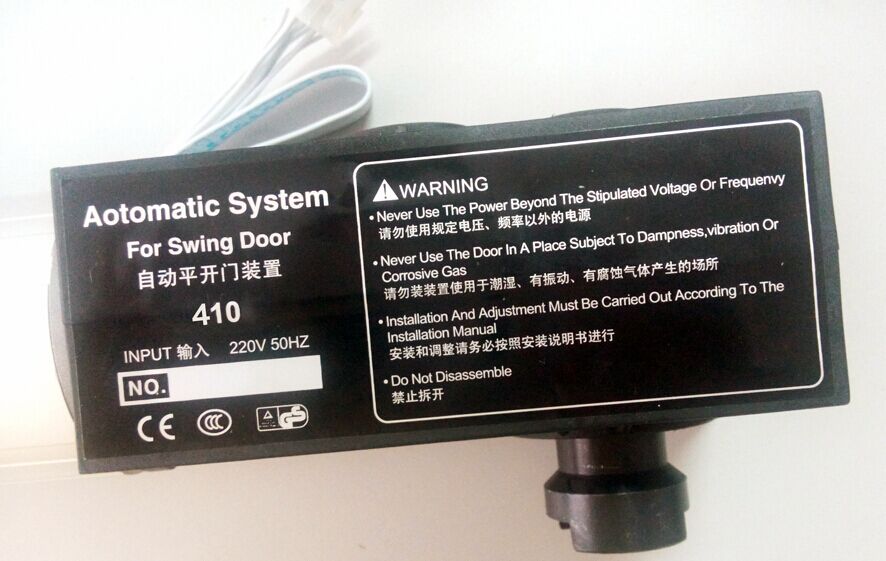 Aotomatic System
For Swing Door
自动平开门装置
410
INPUT 输入 220V 50HZ
NO.
CE CCC
GS
WARNING
• Never Use The Power Beyond The Stipulated Voltage Or Frequenvy
请勿使用规定电压、频率以外的电源
• Never Use The Door In A Place Subject To Dampness,vibration Or
Corrosive Gas
请勿装装置使用于潮湿、有振动、有腐蚀气体产生的场所
• Installation And Adjustment Must Be Carried Out According To The
Installation Manual
安装和调整请务必按照安装说明书进行
• Do Not Disassemble
禁止拆开